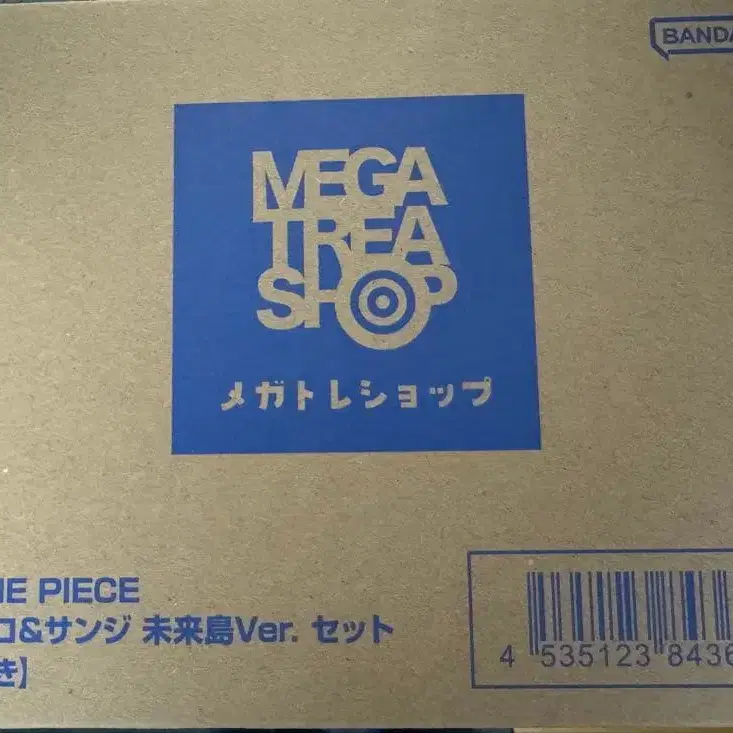 BANDA
MEGA
TREA
SHOP
メガトレショップ
NE PIECE
コ&サンジ 未来島Ver. セット
き】
4 535123 8436